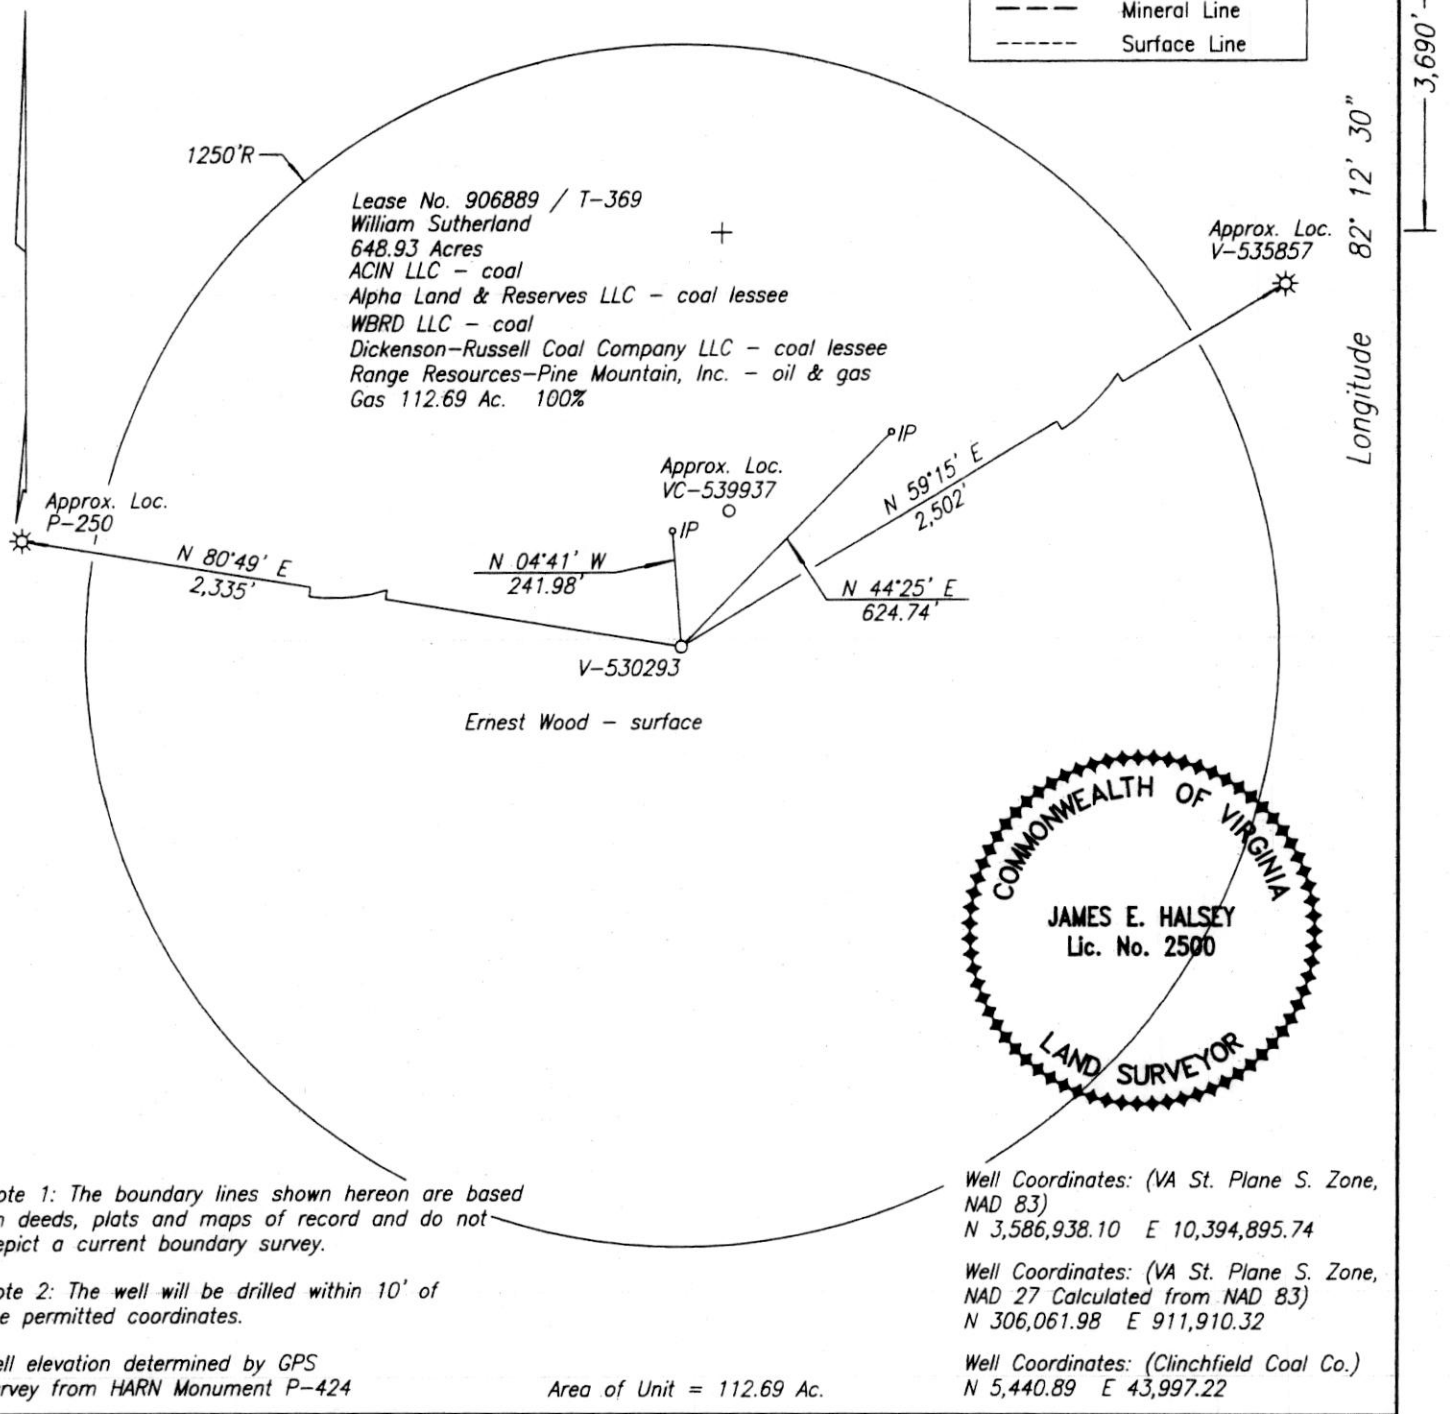 Mineral Line
Surface Line
3,690'
1250'R
Lease No. 906889 / T-369
William Sutherland
648.93 Acres
ACIN LLC - coal
Alpha Land & Reserves LLC - coal lessee
WBRD LLC - coal
Dickenson-Russell Coal Company LLC - coal lessee
Range Resources-Pine Mountain, Inc. - oil & gas
Gas 112.69 Ac. 100%
Approx. Loc.
V-535857
Longitude 82° 12' 30"
Approx. Loc.
P-250
N 80°49' E
2,335'
Approx. Loc.
VC-539937
IP
IP
N 04°41' W
241.98'
N 59°15' E
2,502'
N 44°25' E
624.74'
V-530293
Ernest Wood - surface
COMMONWEALTH OF VIRGINIA
JAMES E. HALSEY
Lic. No. 2500
LAND SURVEYOR
ote 1: The boundary lines shown hereon are based
n deeds, plats and maps of record and do not
epict a current boundary survey.
ote 2: The well will be drilled within 10' of
e permitted coordinates.
ell elevation determined by GPS
rvey from HARN Monument P-424
Area of Unit = 112.69 Ac.
Well Coordinates: (VA St. Plane S. Zone,
NAD 83)
N 3,586,938.10 E 10,394,895.74
Well Coordinates: (VA St. Plane S. Zone,
NAD 27 Calculated from NAD 83)
N 306,061.98 E 911,910.32
Well Coordinates: (Clinchfield Coal Co.)
N 5,440.89 E 43,997.22